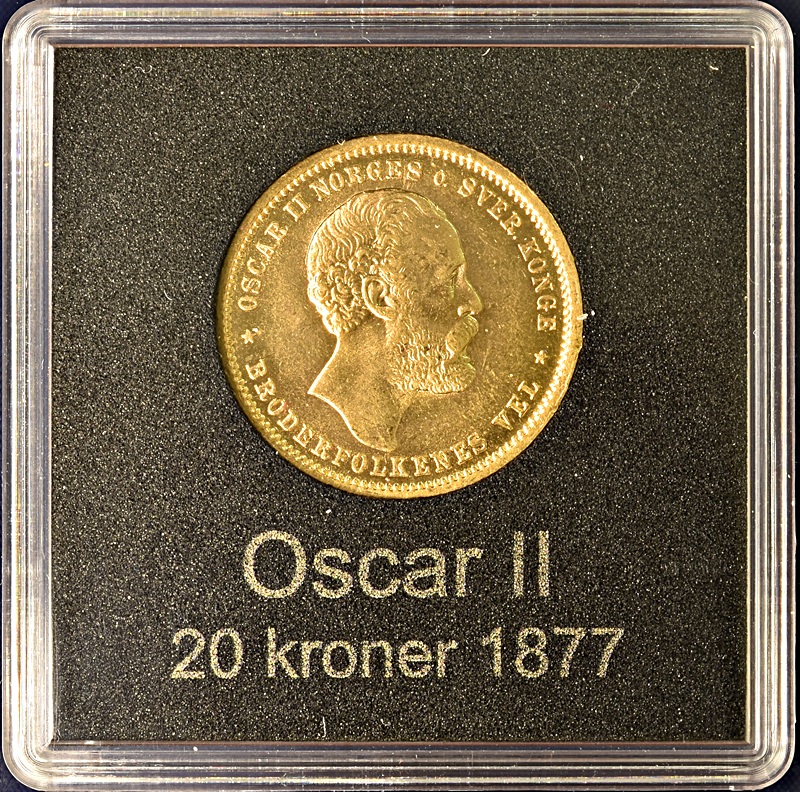 OSCAR II NORGES O. SVER. KONGE
★ BRODERFOLKENES VEL ★
Oscar II
20 kroner 1877